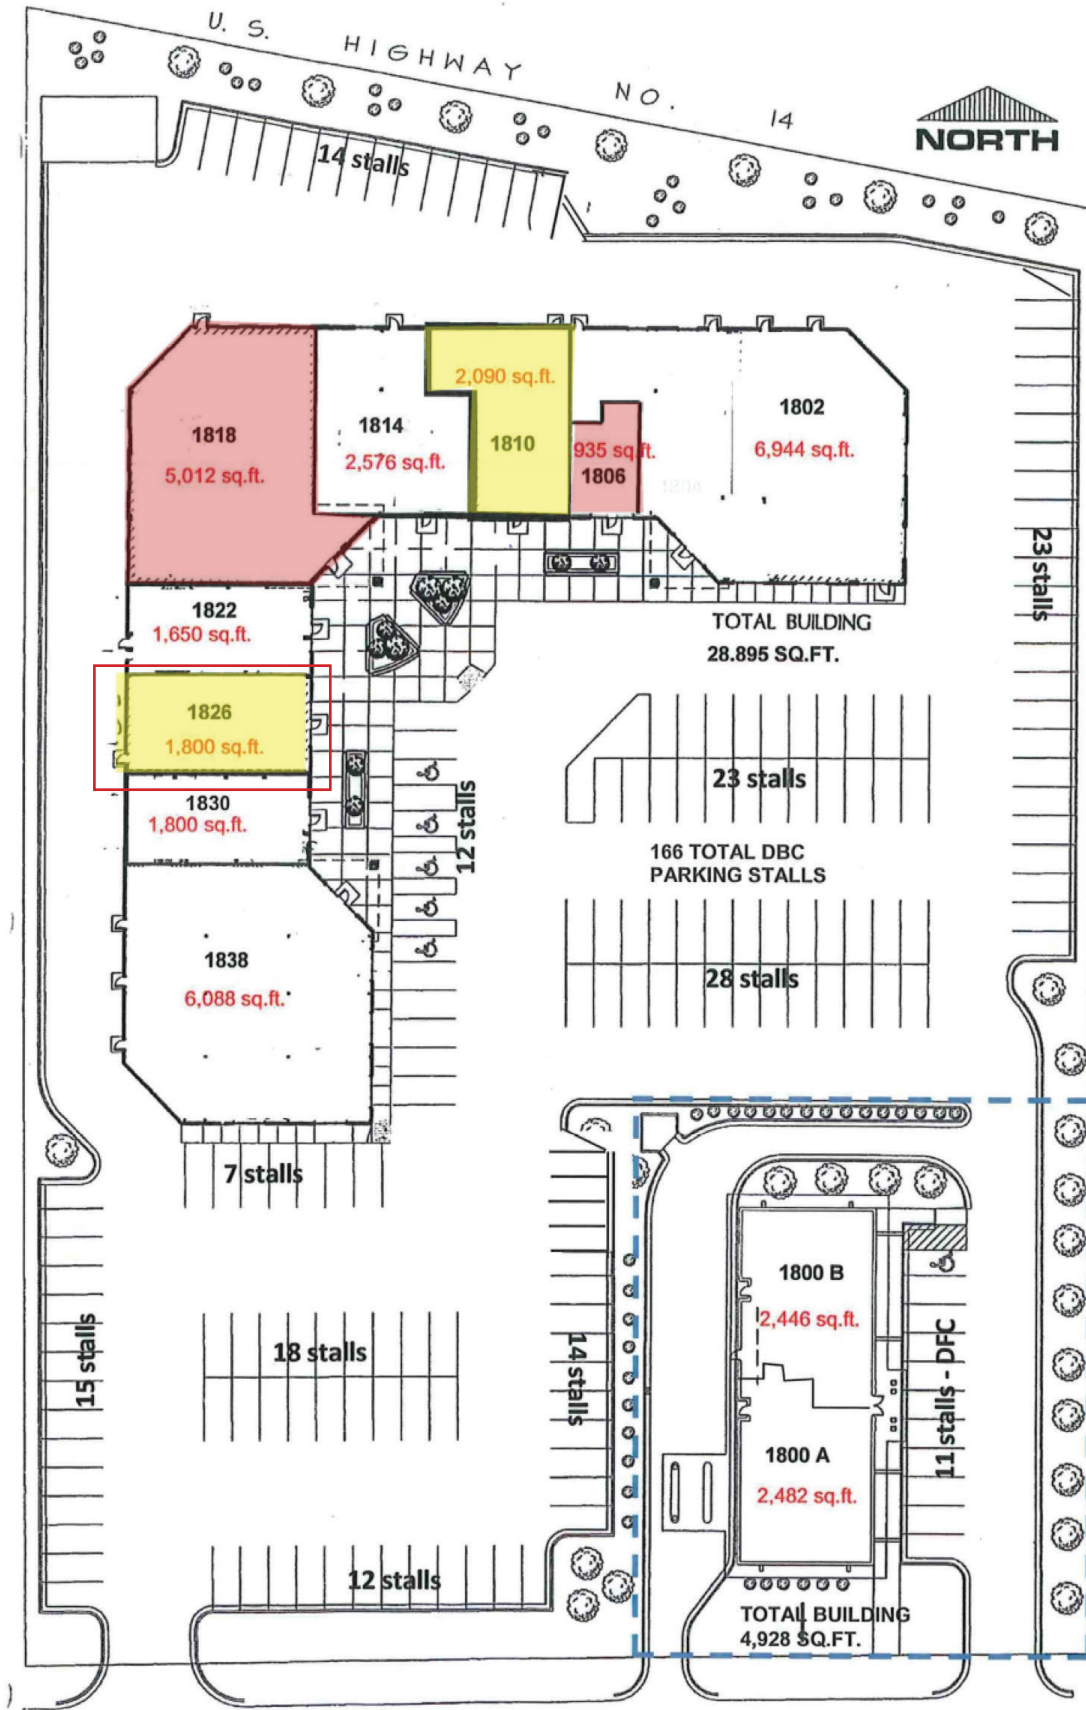 U. S. HIGHWAY NO. 14
NORTH
14 stalls
2,090 sq.ft.
1802
1818
1814
1810
935 sq.ft.
6,944 sq.ft.
5,012 sq.ft.
2,576 sq.ft.
1806
1804
23 stalls
1822
1,650 sq.ft.
TOTAL BUILDING
28.895 SQ.FT.
1826
1,800 sq.ft.
23 stalls
1830
1,800 sq.ft.
12 stalls
166 TOTAL DBC
PARKING STALLS
1838
6,088 sq.ft.
28 stalls
7 stalls
1800 B
2,446 sq.ft.
15 stalls
18 stalls
14 stalls
11 stalls - DFC
1800 A
2,482 sq.ft.
12 stalls
TOTAL BUILDING
4,928 SQ.FT.